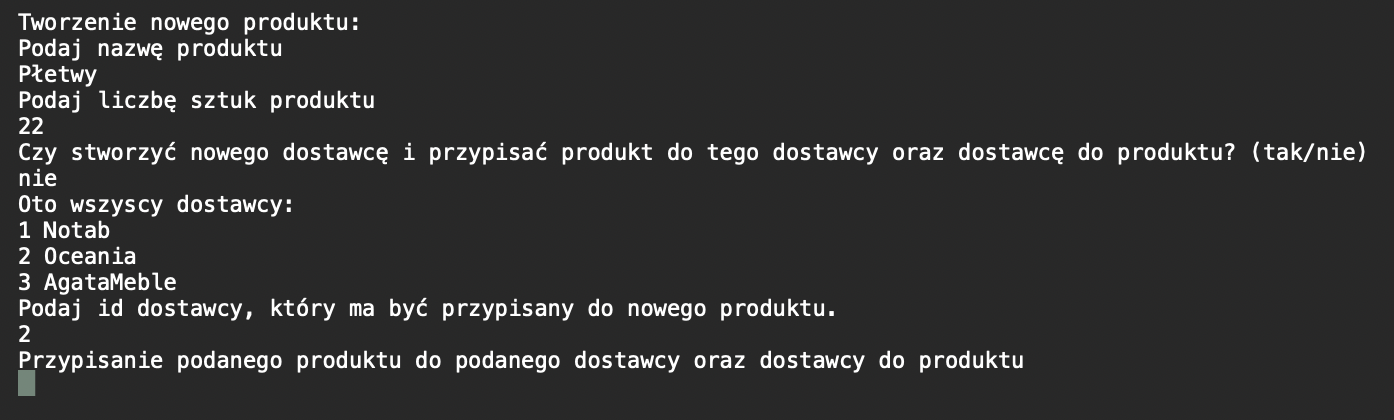 Tworzenie nowego produktu:
Podaj nazwę produktu
Płetwy
Podaj liczbę sztuk produktu
22
Czy stworzyć nowego dostawcę i przypisać produkt do tego dostawcy oraz dostawcę do produktu? (tak/nie)
nie
Oto wszyscy dostawcy:
1 Notab
2 Oceania
3 AgataMeble
Podaj id dostawcy, który ma być przypisany do nowego produktu.
2
Przypisanie podanego produktu do podanego dostawcy oraz dostawcy do produktu